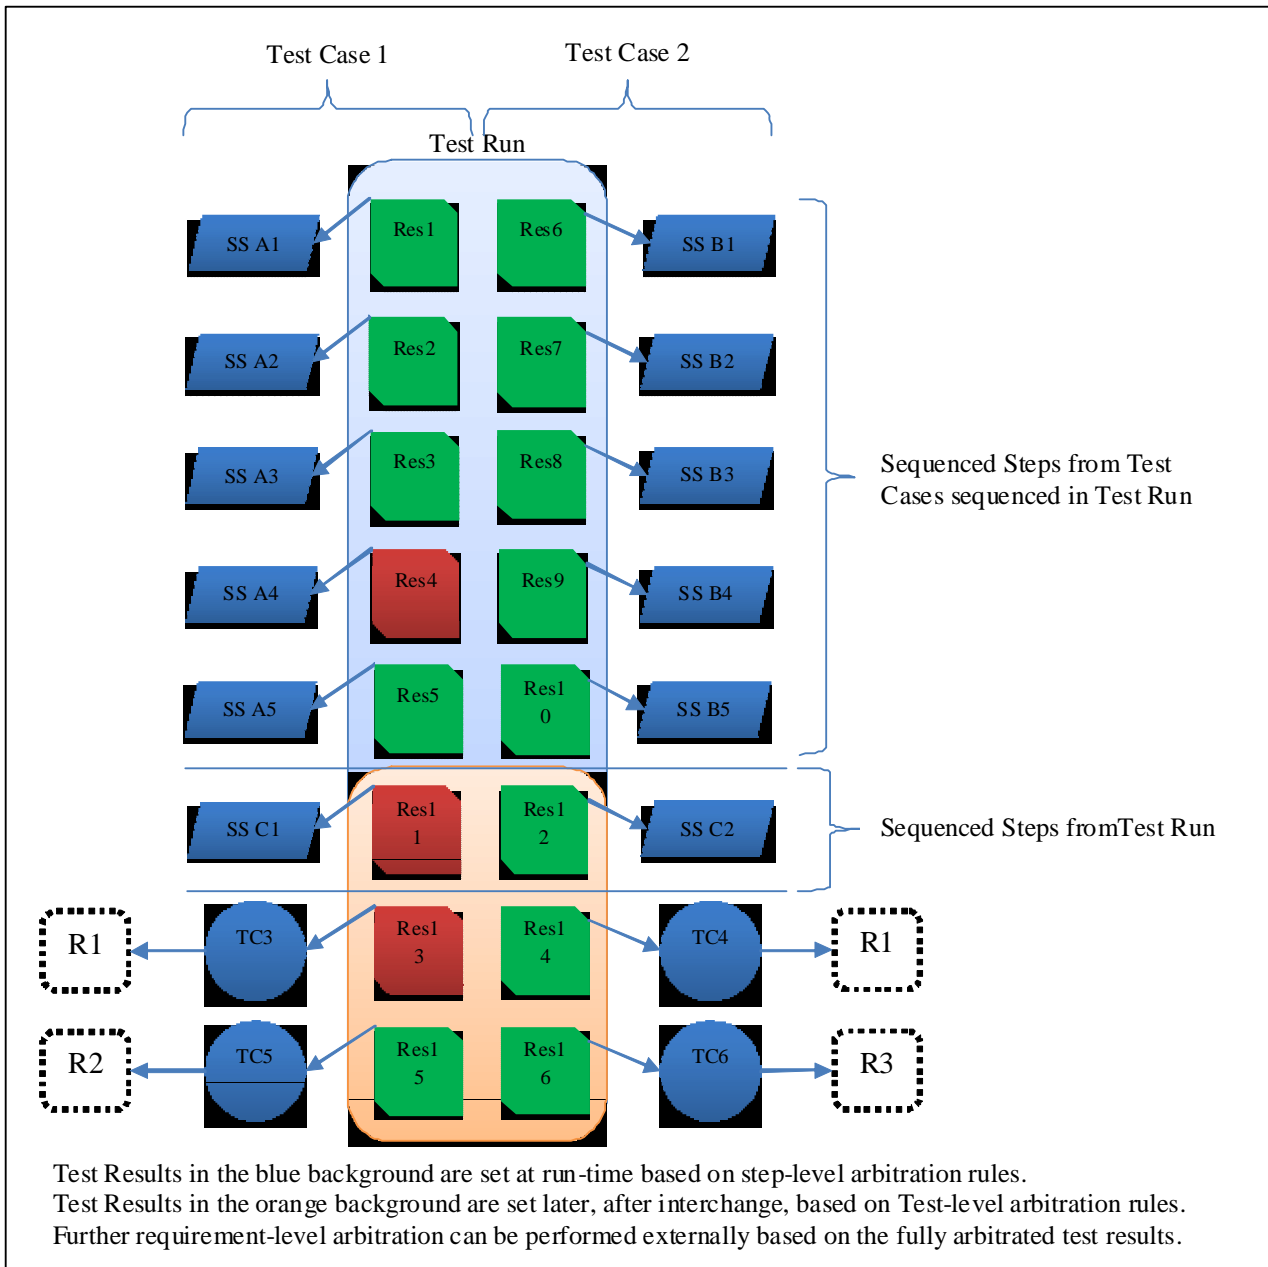 Test Case 1
Test Case 2
Test Run
SS A1
Res1
Res6
SS B1
SS A2
Res2
Res7
SS B2
SS A3
Res3
Res8
SS B3
Sequenced Steps from Test
Cases sequenced in Test Run
SS A4
Res4
Res9
SS B4
SS A5
Res5
Res1
0
SS B5
SS C1
Res1
1
Res1
2
SS C2
Sequenced Steps fromTest Run
R1
TC3
Res1
3
Res1
4
TC4
R1
R2
TC5
Res1
5
Res1
6
TC6
R3
Test Results in the blue background are set at run-time based on step-level arbitration rules.
Test Results in the orange background are set later, after interchange, based on Test-level arbitration rules.
Further requirement-level arbitration can be performed externally based on the fully arbitrated test results.